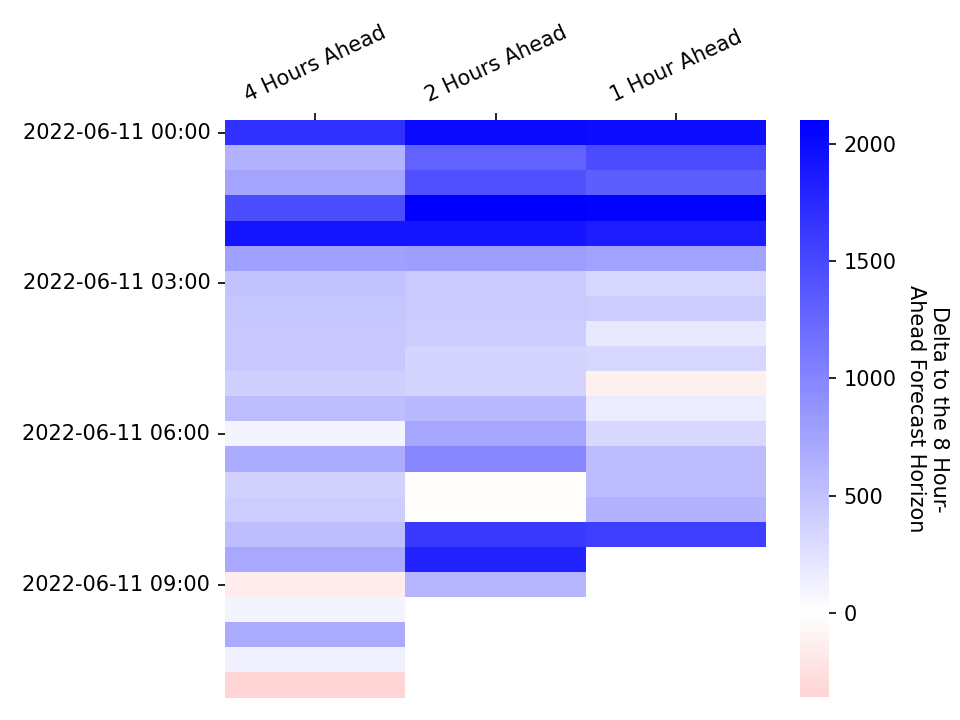 4 Hours Ahead
2 Hours Ahead
1 Hour Ahead
2022-06-11 00:00
2022-06-11 03:00
2022-06-11 06:00
2022-06-11 09:00
2000
1500
1000
500
0
Delta to the 8 Hour-
Ahead Forecast Horizon